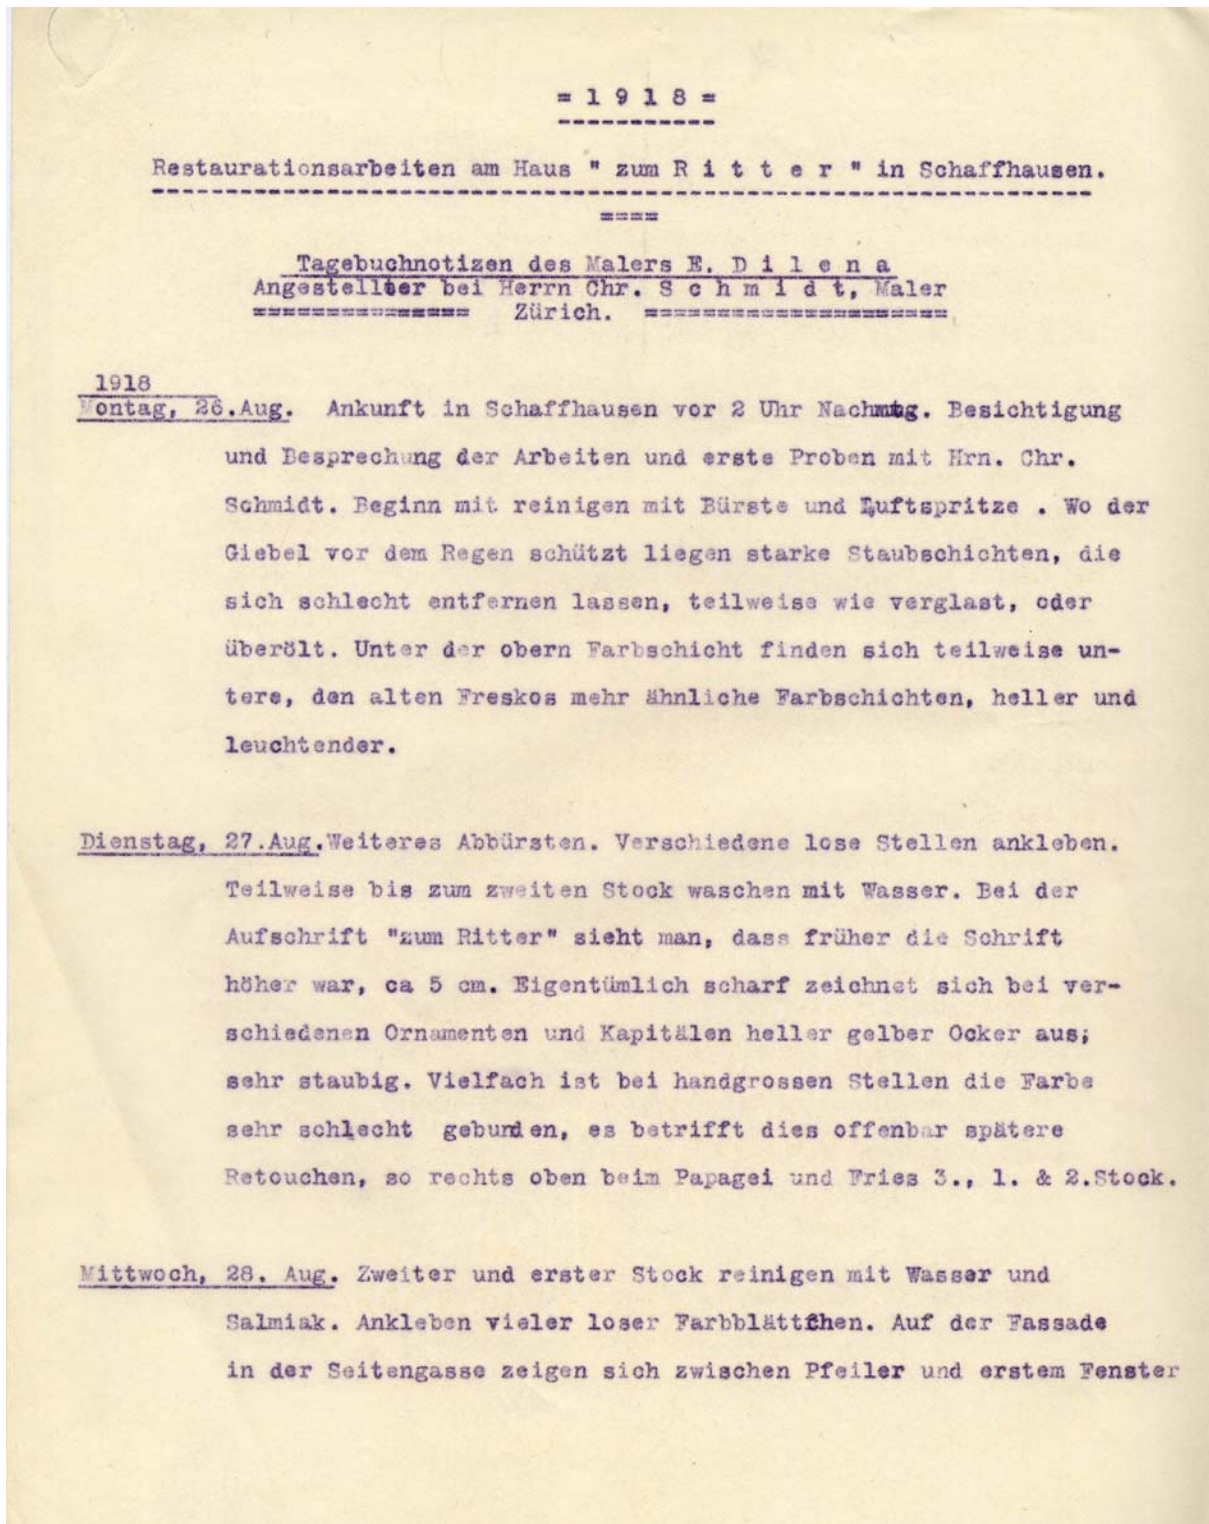 = 1 9 1 8 =
Restaurationsarbeiten am Haus " zum R i t t e r " in Schaffhausen.
====
Tagebuchnotizen des Malers E. D i l e n a
Angestellter bei Herrn Chr. S c h m i d t, Maler
=============== Zürich. =====================
1918
Montag, 26.Aug. Ankunft in Schaffhausen vor 2 Uhr Nachmtg. Besichtigung
und Besprechung der Arbeiten und erste Proben mit Hrn. Chr.
Schmidt. Beginn mit reinigen mit Bürste und Luftspritze . Wo der
Giebel vor dem Regen schützt liegen starke Staubschichten, die
sich schlecht entfernen lassen, teilweise wie verglast, oder
überölt. Unter der obern Farbschicht finden sich teilweise un-
tere, den alten Freskos mehr ähnliche Farbschichten, heller und
leuchtender.
Dienstag, 27.Aug.Weiteres Abbürsten. Verschiedene lose Stellen ankleben.
Teilweise bis zum zweiten Stock waschen mit Wasser. Bei der
Aufschrift "zum Ritter" sieht man, dass früher die Schrift
höher war, ca 5 cm. Eigentümlich scharf zeichnet sich bei ver-
schiedenen Ornamenten und Kapitälen heller gelber Ocker aus;
sehr staubig. Vielfach ist bei handgrossen Stellen die Farbe
sehr schlecht gebunden, es betrifft dies offenbar spätere
Retouchen, so rechts oben beim Papagei und Fries 3., 1. & 2.Stock.
Mittwoch, 28. Aug. Zweiter und erster Stock reinigen mit Wasser und
Salmiak. Ankleben vieler loser Farbblättchen. Auf der Fassade
in der Seitengasse zeigen sich zwischen Pfeiler und erstem Fenster